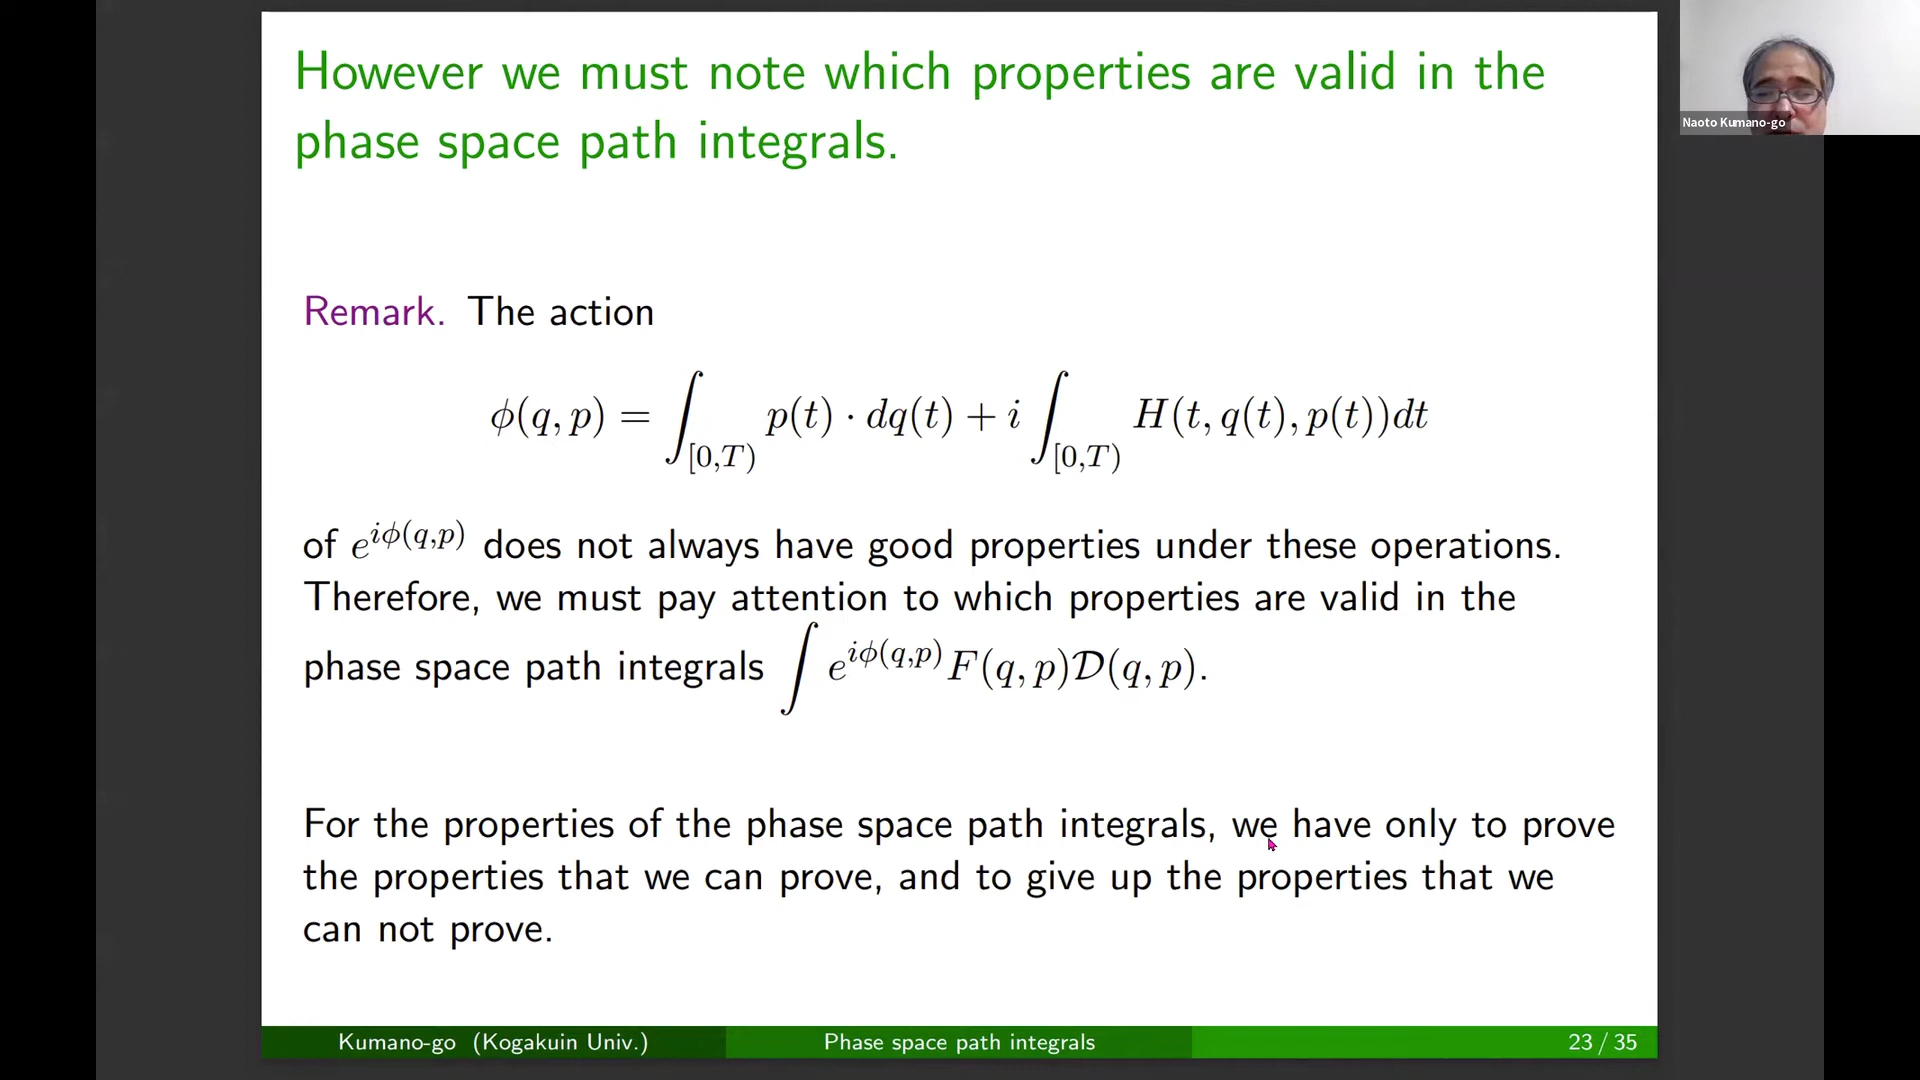 However we must note which properties are valid in the
phase space path integrals.
Naoto Kumano-go
Remark. The action
ϕ(q, p) = ∫_{[0,T)} p(t) · dq(t) + i ∫_{[0,T)} H(t, q(t), p(t))dt
of e^{iϕ(q,p)} does not always have good properties under these operations.
Therefore, we must pay attention to which properties are valid in the
phase space path integrals ∫ e^{iϕ(q,p)} F(q, p)𝒟(q, p).
For the properties of the phase space path integrals, we have only to prove
the properties that we can prove, and to give up the properties that we
can not prove.
Kumano-go (Kogakuin Univ.) Phase space path integrals 23 / 35